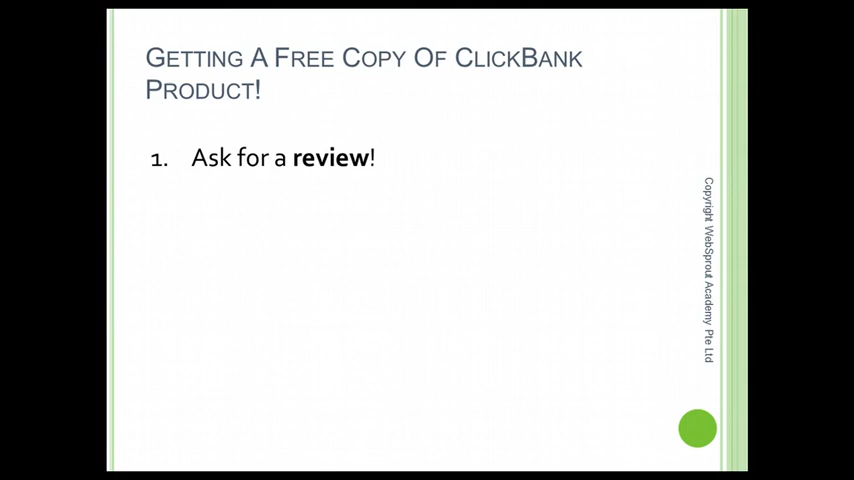 GETTING A FREE COPY OF CLICKBANK
PRODUCT!
1. Ask for a review!
Copyright WebSprout Academy Pte Ltd